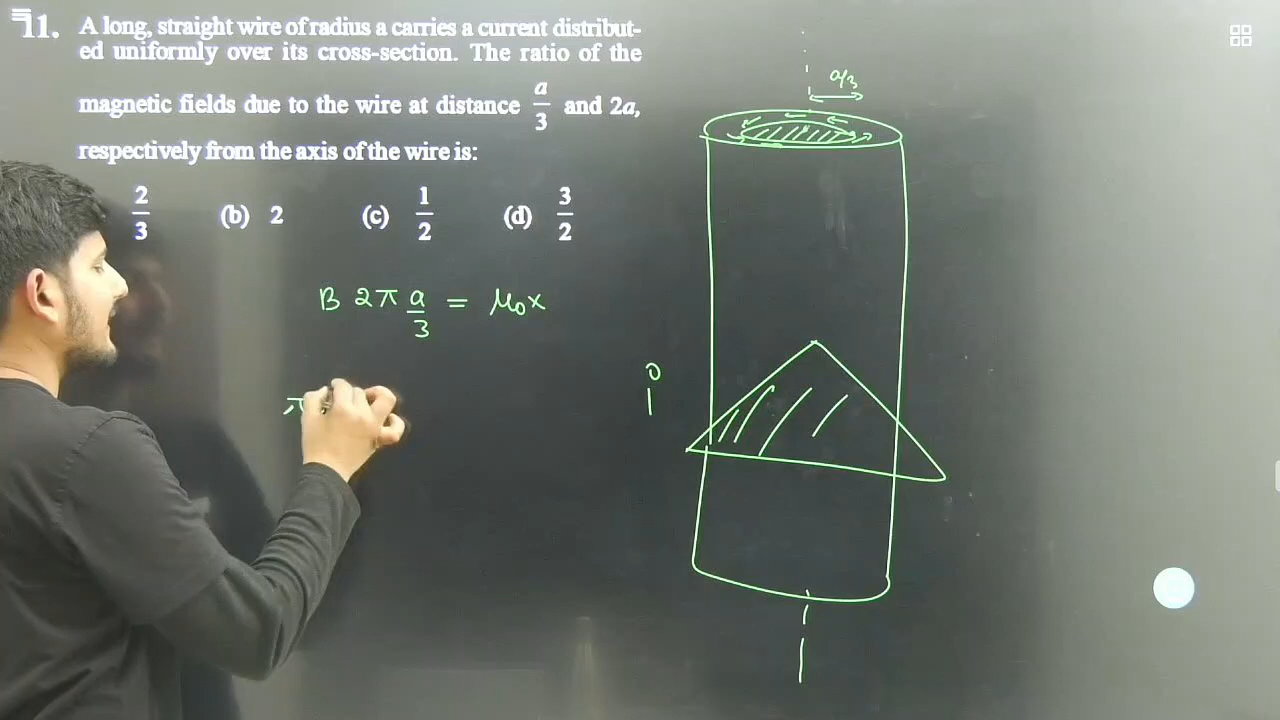 11. A long, straight wire of radius a carries a current distribut-
ed uniformly over its cross-section. The ratio of the
magnetic fields due to the wire at distance a/3 and 2a,
respectively from the axis of the wire is:
2/3 (b) 2 (c) 1/2 (d) 3/2
a/3
B 2π a/3 = μ₀x
i
π